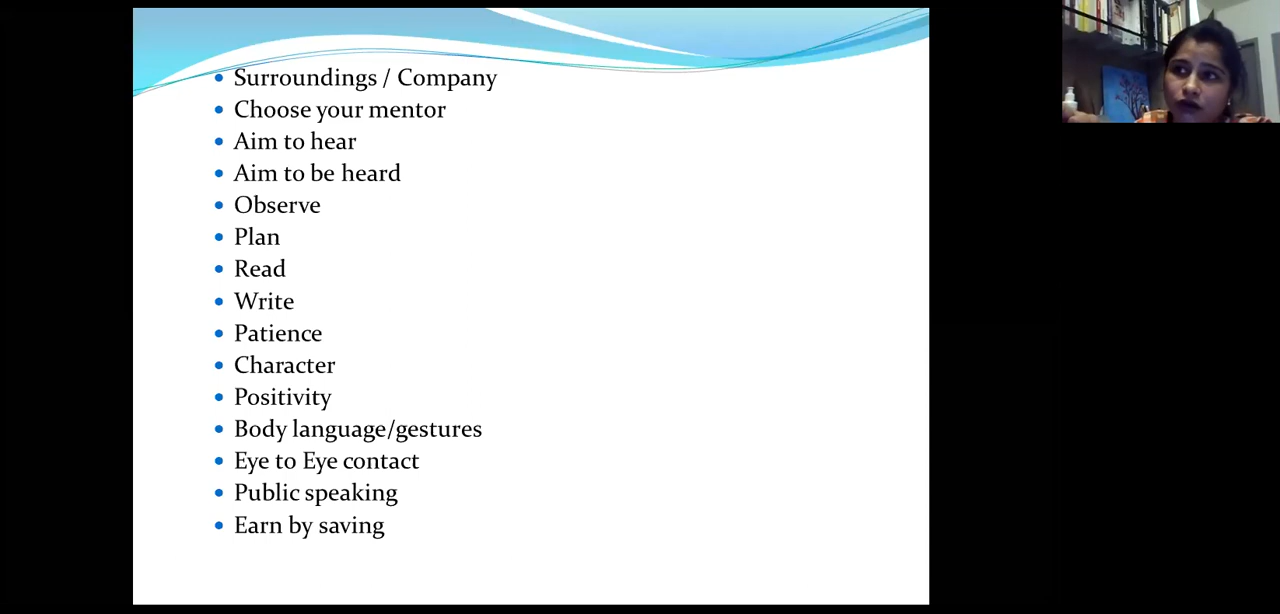 Surroundings / Company
Choose your mentor
Aim to hear
Aim to be heard
Observe
Plan
Read
Write
Patience
Character
Positivity
Body language/gestures
Eye to Eye contact
Public speaking
Earn by saving